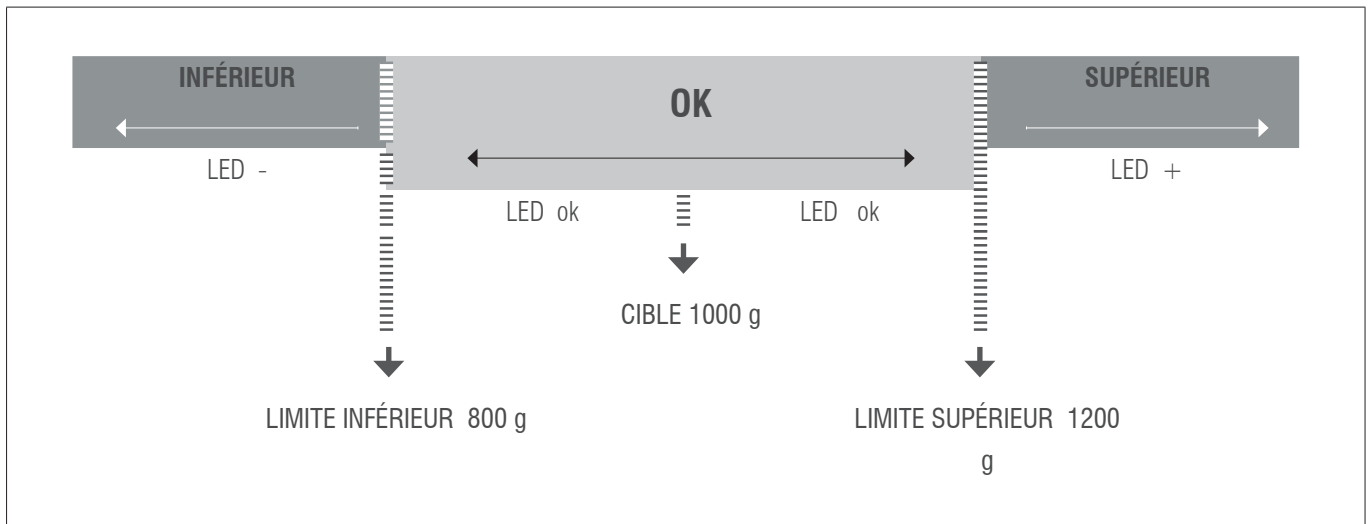 INFÉRIEUR
OK
SUPÉRIEUR
LED -
LED +
LED ok
LED ok
CIBLE 1000 g
LIMITE INFÉRIEUR 800 g
LIMITE SUPÉRIEUR 1200
g